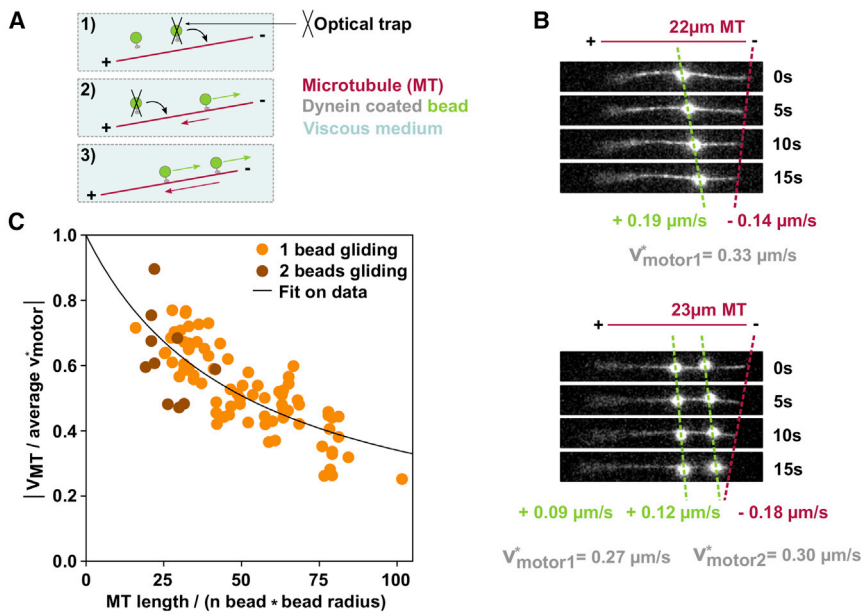 A
1)
+
-
Optical trap
2)
+
-
Microtubule (MT)
Dynein coated bead
Viscous medium
3)
+
-
B
22µm MT
+
-
0s
5s
10s
15s
+ 0.19 µm/s
- 0.14 µm/s
V*motor1= 0.33 µm/s
23µm MT
+
-
0s
5s
10s
15s
+ 0.09 µm/s + 0.12 µm/s - 0.18 µm/s
V*motor1= 0.27 µm/s V*motor2= 0.30 µm/s
C
1 bead gliding
2 beads gliding
Fit on data
|VMT / average v*motor|
1.0
0.8
0.6
0.4
0.2
0.0
0 25 50 75 100
MT length / (n bead * bead radius)